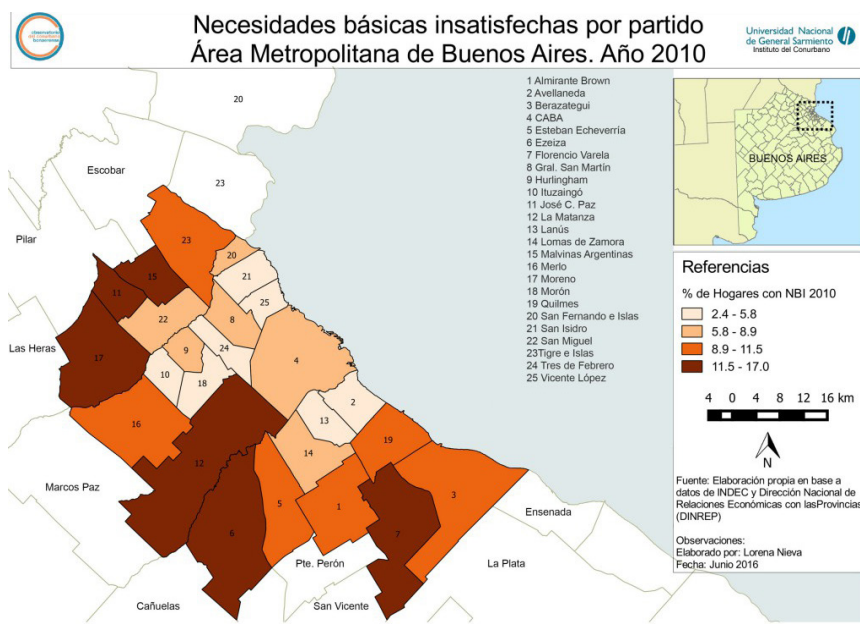 Necesidades básicas insatisfechas por partido
Área Metropolitana de Buenos Aires. Año 2010
Universidad Nacional
de General Sarmiento
Instituto del Conurbano
1 Almirante Brown
2 Avellaneda
3 Berazategui
4 CABA
5 Esteban Echeverría
6 Ezeiza
7 Florencio Varela
8 Gral. San Martín
9 Hurlingham
10 Ituzaingó
11 José C. Paz
12 La Matanza
13 Lanús
14 Lomas de Zamora
15 Malvinas Argentinas
16 Merlo
17 Moreno
18 Morón
19 Quilmes
20 San Fernando e Islas
21 San Isidro
22 San Miguel
23Tigre e Islas
24 Tres de Febrero
25 Vicente López
BUENOS AIRES
20
Escobar
23
Pilar
23
20
15
21
11
25
22
8
Las Heras
17
9
24
4
10
18
2
16
13
19
14
12
Marcos Paz
5
1
3
6
7
Ensenada
Pte. Perón
La Plata
Cañuelas
San Vicente
Referencias
% de Hogares con NBI 2010
2.4 - 5.8
5.8 - 8.9
8.9 - 11.5
11.5 - 17.0
4 0 4 8 12 16 km
N
Fuente: Elaboración propia en base a
datos de INDEC y Dirección Nacional de
Relaciones Económicas con lasProvincias
(DINREP)
Observaciones:
Elaborado por: Lorena Nieva
Fecha: Junio 2016